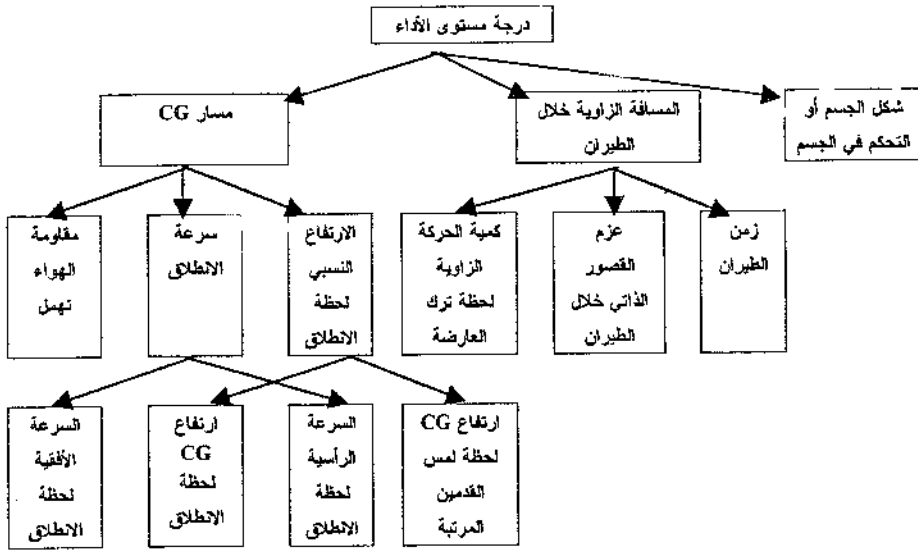 درجة مستوى الأداء
شكل الجسم أو
التحكم في الجسم
المسافة الزاوية خلال
الطيران
مسار CG
زمن
الطيران
عزم
القصور
الذاتي خلال
الطيران
كمية الحركة
الزاوية
لحظة ترك
العارضة
الارتفاع
النسبي
لحظة
الانطلاق
سرعة
الانطلاق
مقاومة
الهواء
تهمل
ارتفاع CG
لحظة لمس
القدمين
المرتبة
السرعة
الرأسية
لحظة
الانطلاق
ارتفاع
CG
لحظة
الانطلاق
السرعة
الأفقية
لحظة
الانطلاق